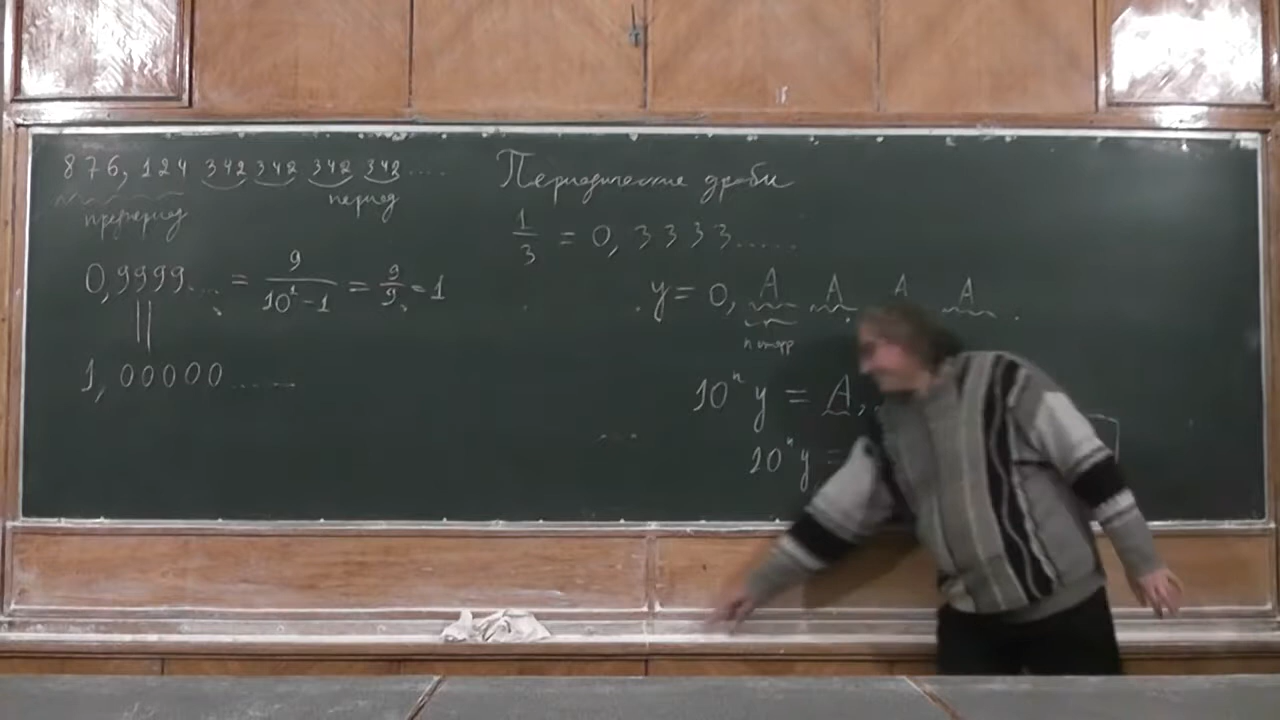 876,124 342 342 342 342....
предпериод период
0,9999.... = 9/(10¹-1) = 9/9 = 1
||
1,00000......
Периодические дроби
1/3 = 0,3333.....
y = 0, A A A A .
n цифр
10ⁿ y = A,
10ⁿ y =